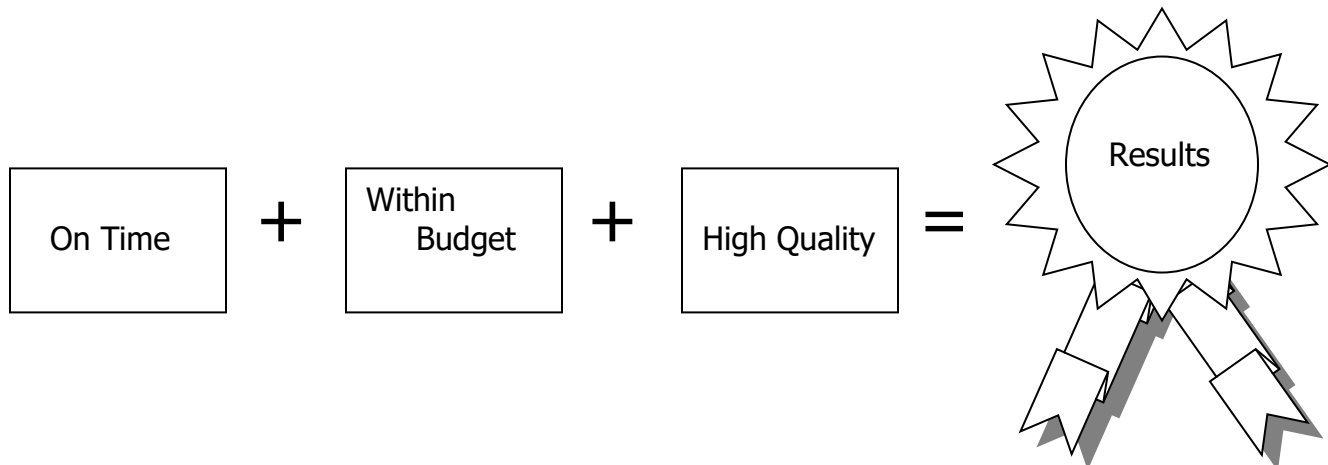 On Time
+
Within
Budget
+
High Quality
=
Results